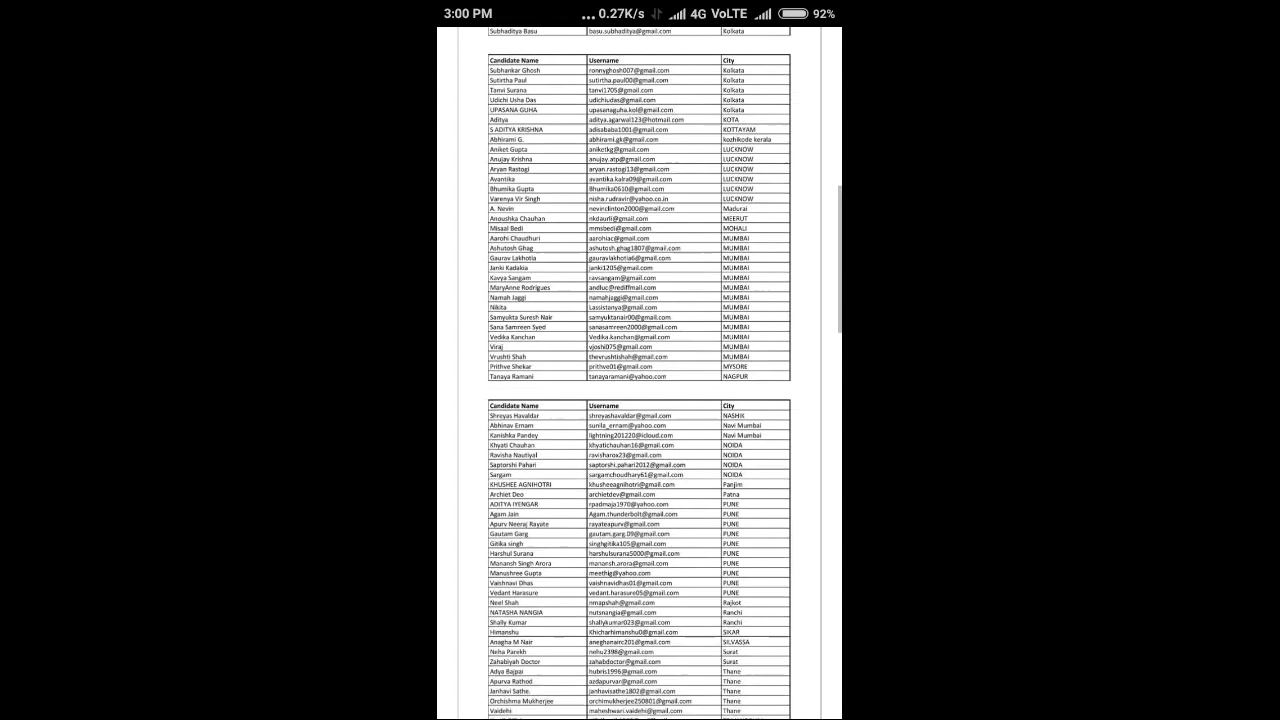 3:00 PM ... 0.27K/s 4G VoLTE 92%
Subhaditya Basu basu.subhaditya@gmail.com Kolkata
Candidate Name Username City
Subhankar Ghosh ronnyghosh007@gmail.com Kolkata
Sutirtha Paul sutirtha.paul00@gmail.com Kolkata
Tanvi Surana tanvi1705@gmail.com Kolkata
Udichi Usha Das udichiudas@gmail.com Kolkata
UPASANA GUHA upasanaguha.kol@gmail.com Kolkata
Aditya aditya.agarwal123@hotmail.com KOTA
S ADITYA KRISHNA adisababa1001@gmail.com KOTTAYAM
Abhirami G. abhirami.gk@gmail.com kozhikode kerala
Aniket Gupta aniketkg@gmail.com LUCKNOW
Anujay Krishna anujay.atp@gmail.com LUCKNOW
Aryan Rastogi aryan.rastogi13@gmail.com LUCKNOW
Avantika avantika.kalra09@gmail.com LUCKNOW
Bhumika Gupta Bhumika0610@gmail.com LUCKNOW
Varenya Vir Singh nisha.rudravir@yahoo.co.in LUCKNOW
A. Nevin nevinclinton2000@gmail.com Madurai
Anoushka Chauhan nkdaurli@gmail.com MEERUT
Misaal Bedi mmsbedi@gmail.com MOHALI
Aarohi Chaudhuri aarohiac@gmail.com MUMBAI
Ashutosh Ghag ashutosh.ghag1807@gmail.com MUMBAI
Gaurav Lakhotia gauravlakhotia6@gmail.com MUMBAI
Janki Kadakia janki1205@gmail.com MUMBAI
Kavya Sangam ravsangam@gmail.com MUMBAI
MaryAnne Rodrigues andluc@rediffmail.com MUMBAI
Namah Jaggi namahjaggi@gmail.com MUMBAI
Nikita Lassistanya@gmail.com MUMBAI
Samyukta Suresh Nair samyuktanair00@gmail.com MUMBAI
Sana Samreen Syed sanasamreen2000@gmail.com MUMBAI
Vedika Kanchan Vedika.kanchan@gmail.com MUMBAI
Viraj vjoshi075@gmail.com MUMBAI
Vrushti Shah thevrushtishah@gmail.com MUMBAI
Prithve Shekar prithve01@gmail.com MYSORE
Tanaya Ramani tanayaramani@yahoo.com NAGPUR
Candidate Name Username City
Shreyas Havaldar shreyashavaldar@gmail.com NASHIK
Abhinav Ernam sunila_ernam@yahoo.com Navi Mumbai
Kanishka Pandey lightning201220@icloud.com Navi Mumbai
Khyati Chauhan khyatichauhan16@gmail.com NOIDA
Ravisha Nautiyal ravisharox23@gmail.com NOIDA
Saptorshi Pahari saptorshi.pahari2012@gmail.com NOIDA
Sargam sargamchoudhary61@gmail.com NOIDA
KHUSHEE AGNIHOTRI khusheeagnihotri@gmail.com Panjim
Archiet Deo archietdev@gmail.com Patna
ADITYA IYENGAR rpadmaja1970@yahoo.com PUNE
Agam Jain Agam.thunderbolt@gmail.com PUNE
Apurv Neeraj Rayate rayateapurv@gmail.com PUNE
Gautam Garg gautam.garg.09@gmail.com PUNE
Gitika singh singhgitika105@gmail.com PUNE
Harshul Surana harshulsurana5000@gmail.com PUNE
Manansh Singh Arora manansh.arora@gmail.com PUNE
Manushree Gupta meethig@yahoo.com PUNE
Vaishnavi Dhas vaishnavidhas01@gmail.com PUNE
Vedant Harasure vedant.harasure05@gmail.com PUNE
Neel Shah nmapshah@gmail.com Rajkot
NATASHA NANGIA nutsnangia@gmail.com Ranchi
Shally Kumar shallykumar023@gmail.com Ranchi
Himanshu Khicharhimanshu0@gmail.com SIKAR
Anagha M Nair aneghanairc201@gmail.com SILVASSA
Neha Parekh nehu2398@gmail.com Surat
Zahabiyah Doctor zahabdoctor@gmail.com Surat
Adya Bajpai hubris1996@gmail.com Thane
Apurva Rathod azdapurvar@gmail.com Thane
Janhavi Sathe. janhavisathe1802@gmail.com Thane
Orchishma Mukherjee orchimukherjee250801@gmail.com Thane
Vaidehi maheshwari.vaidehi@gmail.com Thane